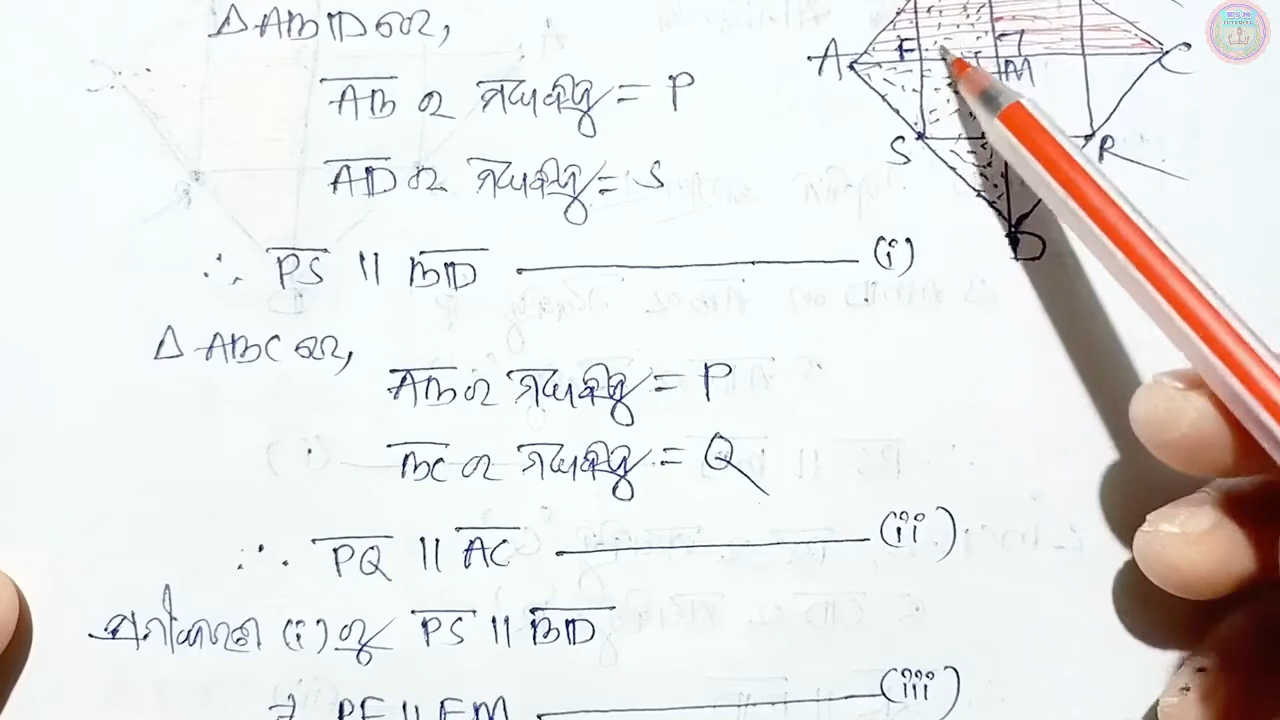 △ABD ରେ,
AB ର ମଧ୍ୟବିନ୍ଦୁ = P
AD ର ମଧ୍ୟବିନ୍ଦୁ = S
∴ PS || BD (i)
△ABC ରେ,
AB ର ମଧ୍ୟବିନ୍ଦୁ = P
BC ର ମଧ୍ୟବିନ୍ଦୁ = Q
∴ PQ || AC (ii)
ସମୀକରଣ (i) ରୁ PS || BD
(iii)
A
F
M
C
S
R
D